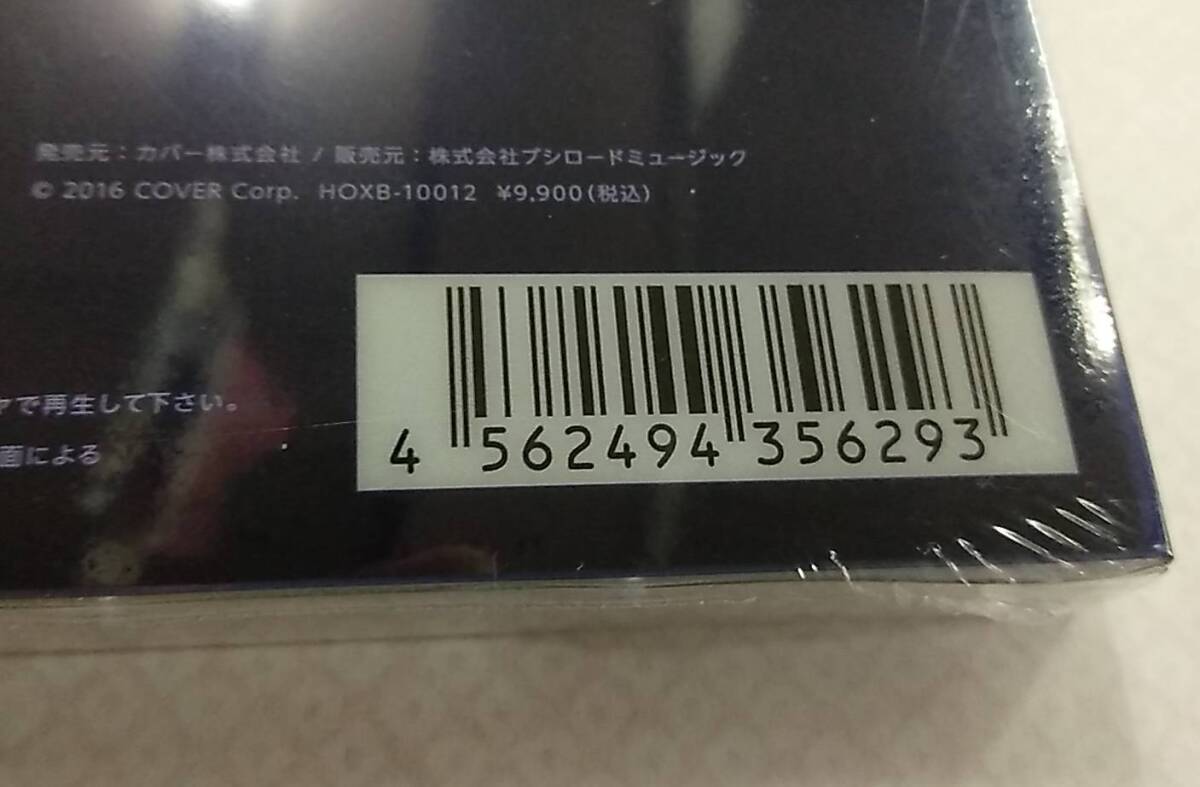 発売元：カバー株式会社 / 販売元：株式会社ブシロードミュージック
© 2016 COVER Corp. HOXB-10012 ¥9,900(税込)
で再生して下さい。
面による
4 562494 356293